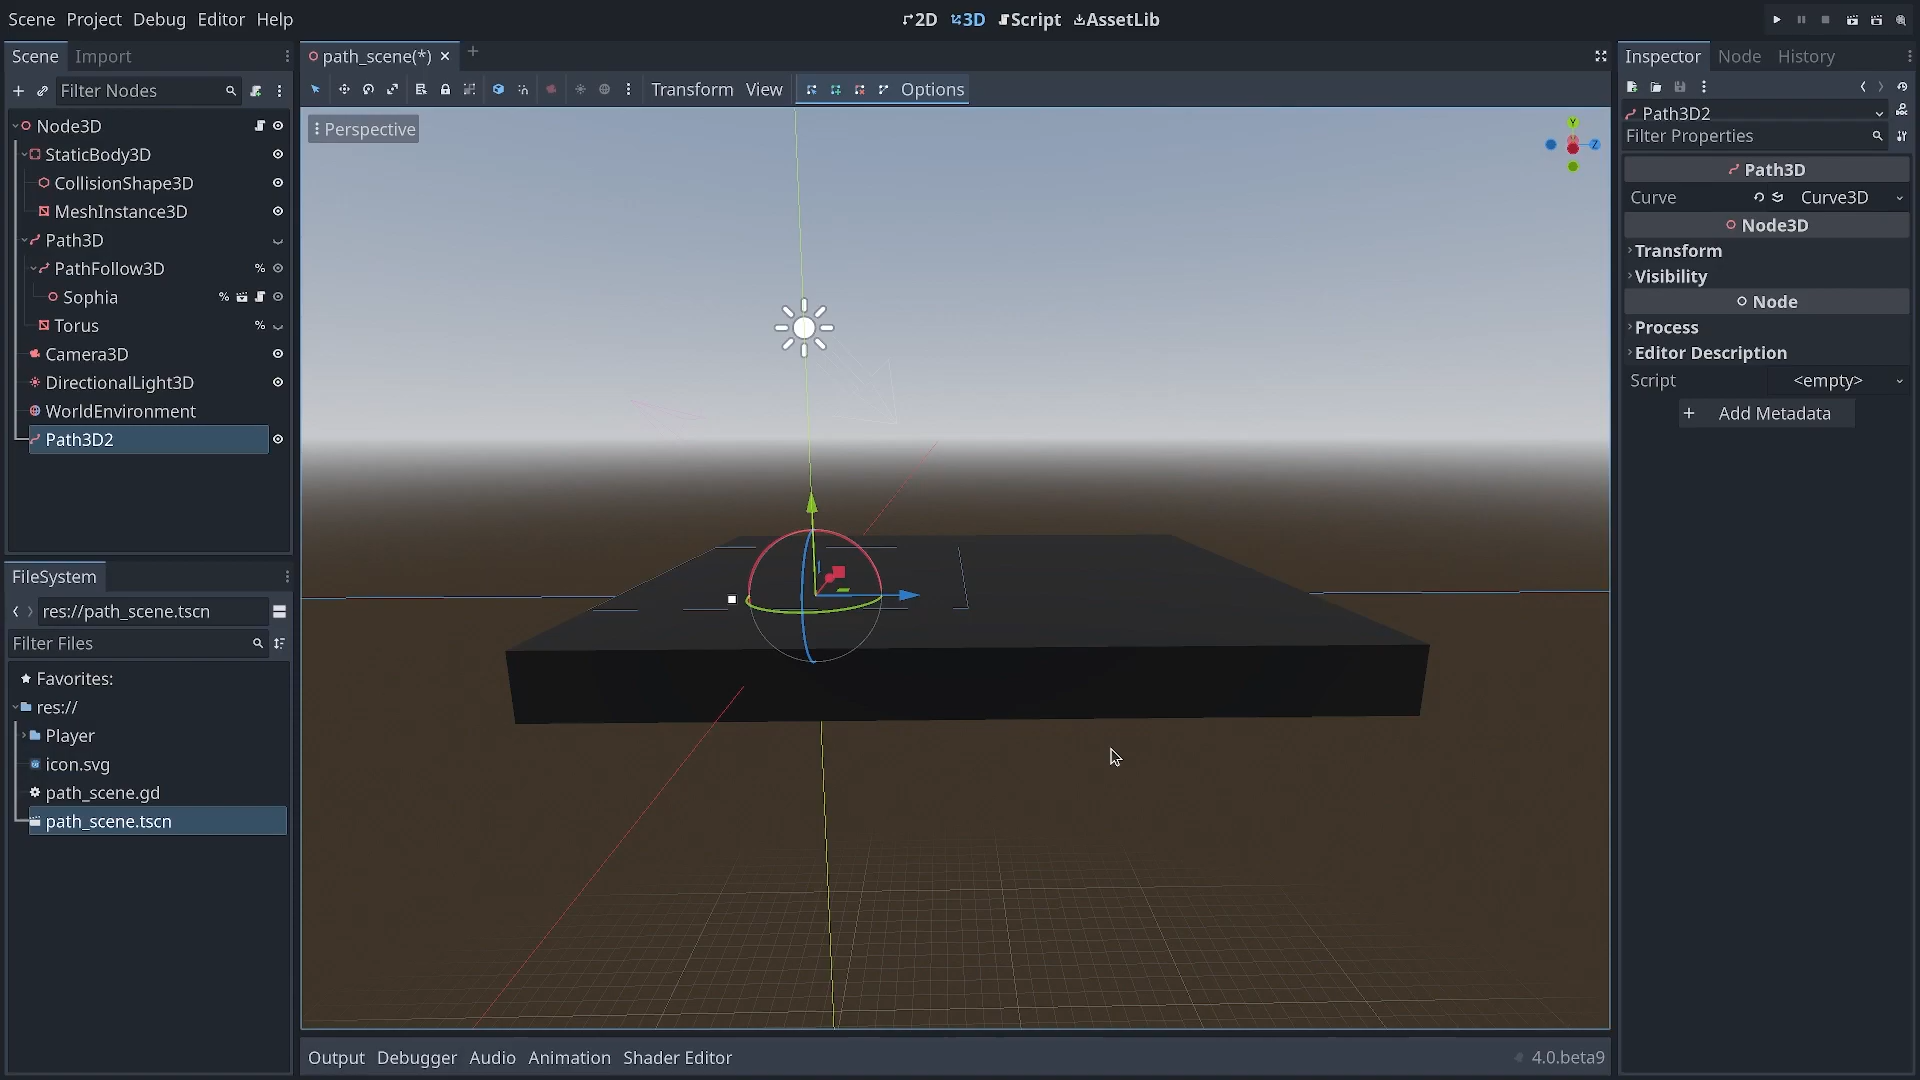 Scene Project Debug Editor Help
2D 3D Script AssetLib
Scene Import
Filter Nodes
Node3D
StaticBody3D
CollisionShape3D
MeshInstance3D
Path3D
PathFollow3D %
Sophia %
Torus %
Camera3D
DirectionalLight3D
WorldEnvironment
Path3D2
FileSystem
res://path_scene.tscn
Filter Files
Favorites:
res://
Player
icon.svg
path_scene.gd
path_scene.tscn
path_scene(*)
Transform View Options
Perspective
Y
Z
Output Debugger Audio Animation Shader Editor 4.0.beta9
Inspector Node History
Path3D2
Filter Properties
Path3D
Curve Curve3D
Node3D
Transform
Visibility
Node
Process
Editor Description
Script <empty>
Add Metadata